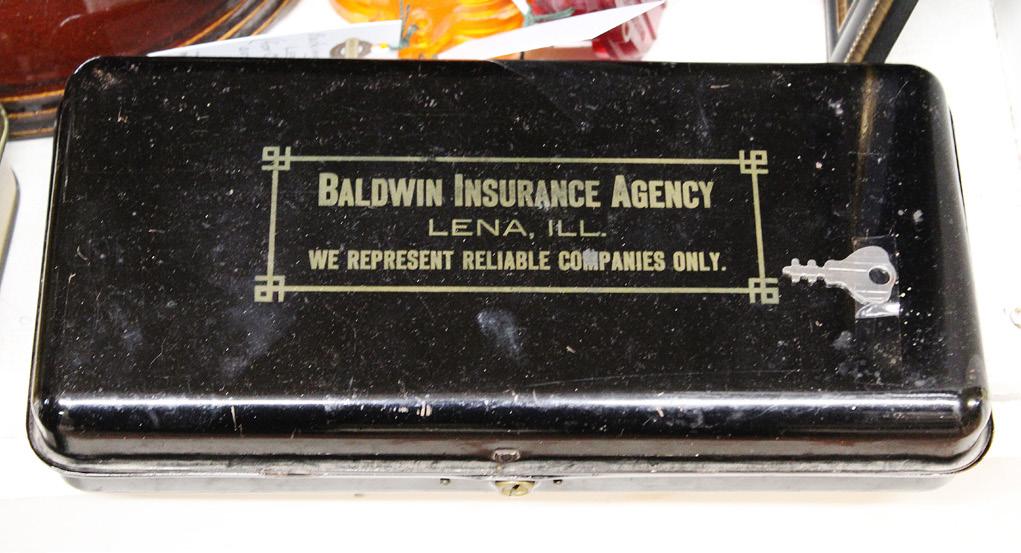 BALDWIN INSURANCE AGENCY
LENA, ILL.
WE REPRESENT RELIABLE COMPANIES ONLY.